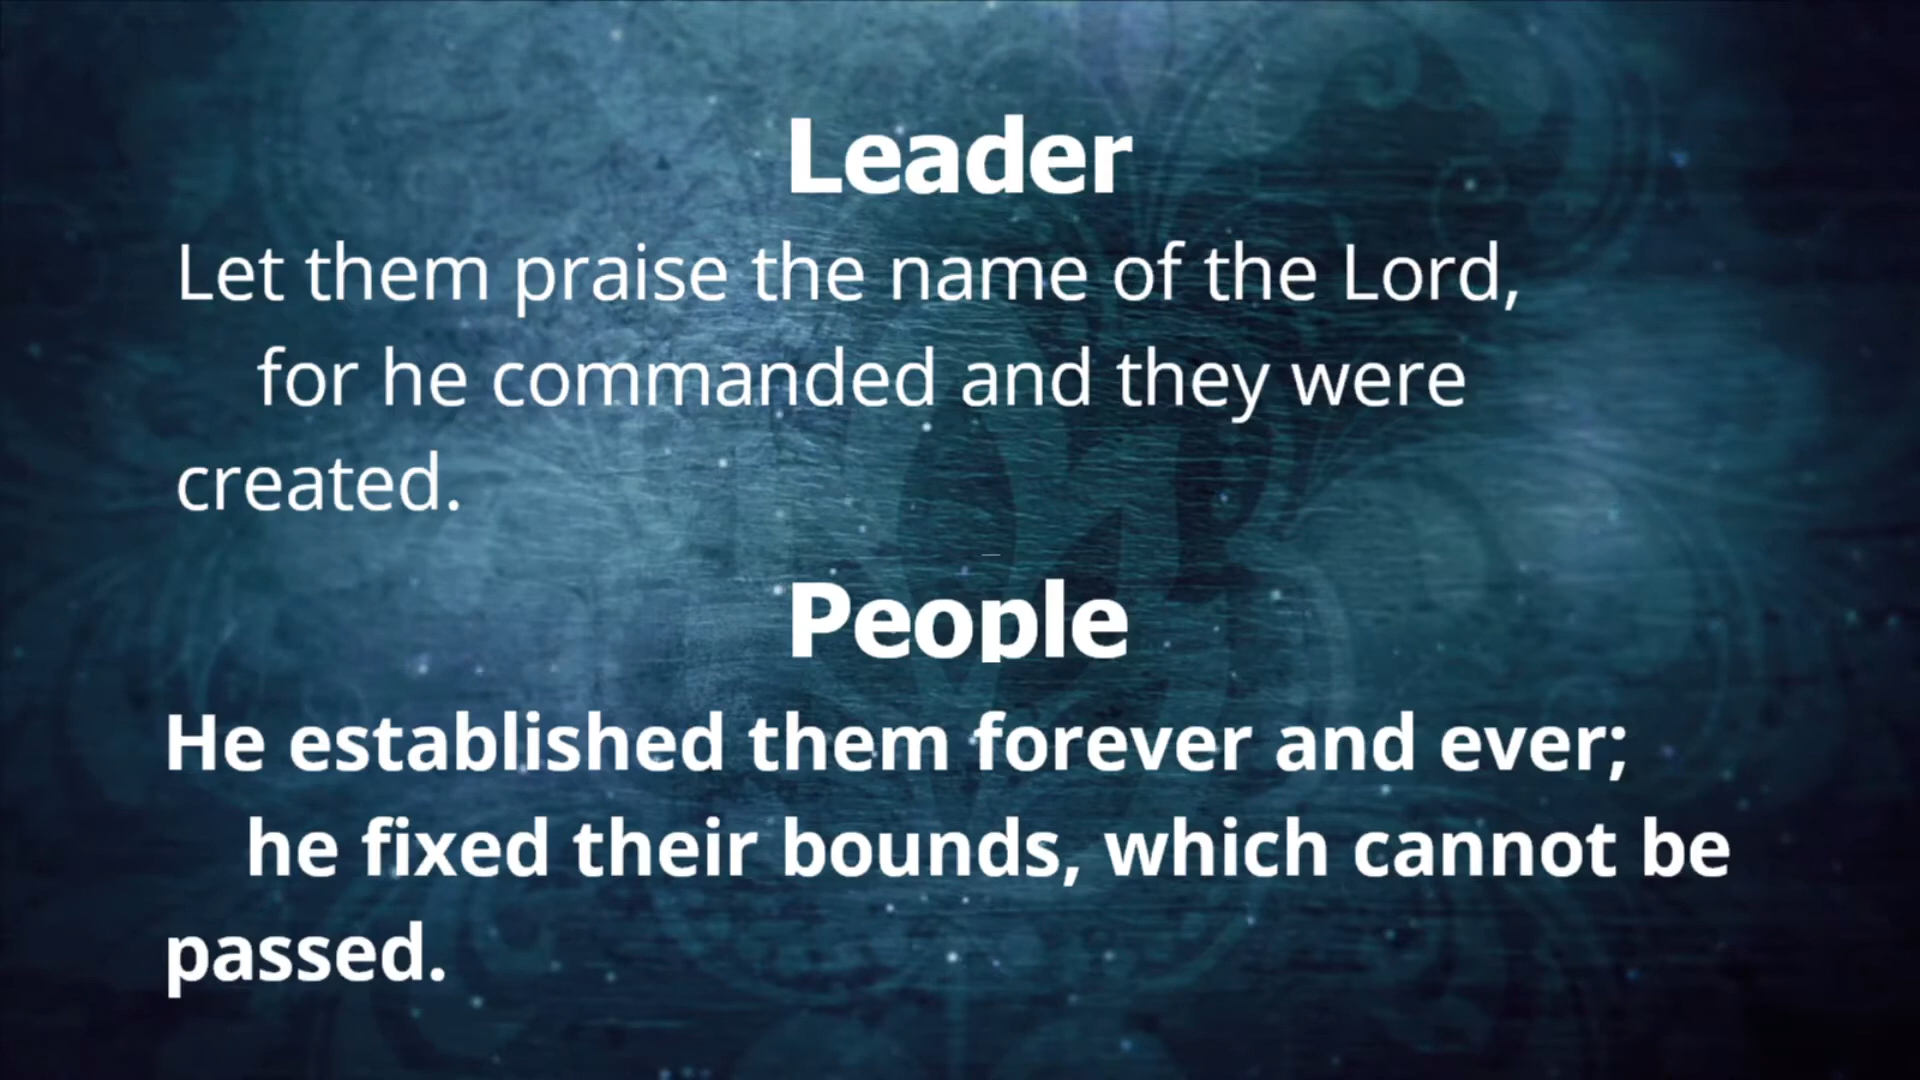 Leader
Let them praise the name of the Lord,
for he commanded and they were
created.
People
He established them forever and ever;
he fixed their bounds, which cannot be
passed.